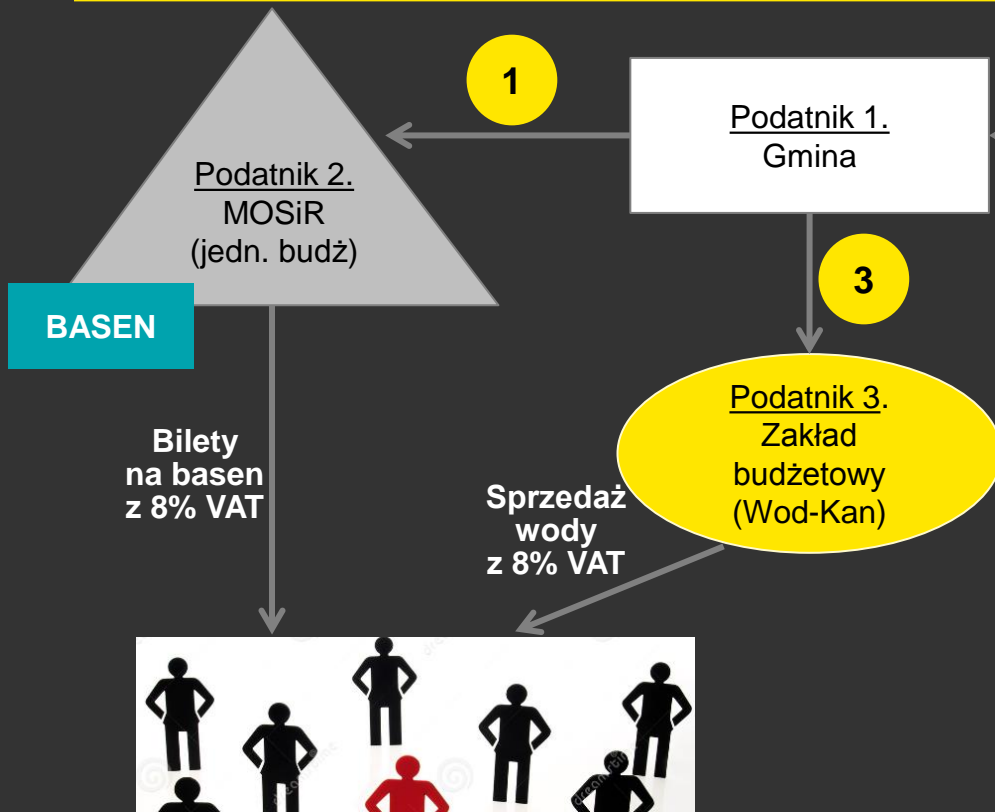 1
Podatnik 1.
Gmina
Podatnik 2.
MOSiR
(jedn. budż)
3
BASEN
Podatnik 3.
Zakład
budżetowy
(Wod-Kan)
Bilety
na basen
z 8% VAT
Sprzedaż
wody
z 8% VAT